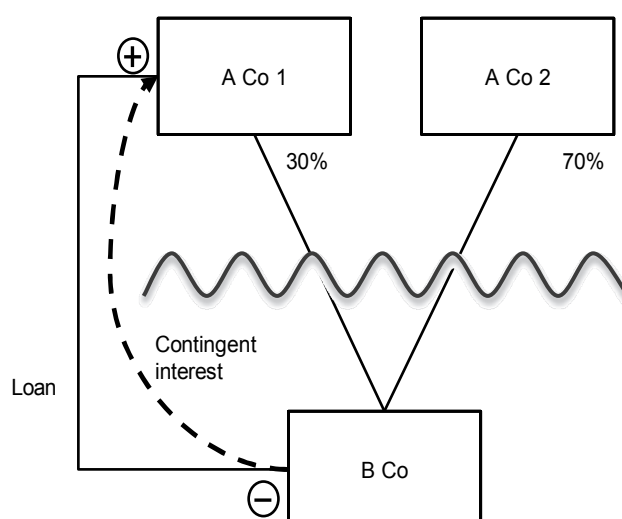 +
A Co 1
A Co 2
30%
70%
Contingent
interest
Loan
B Co
−